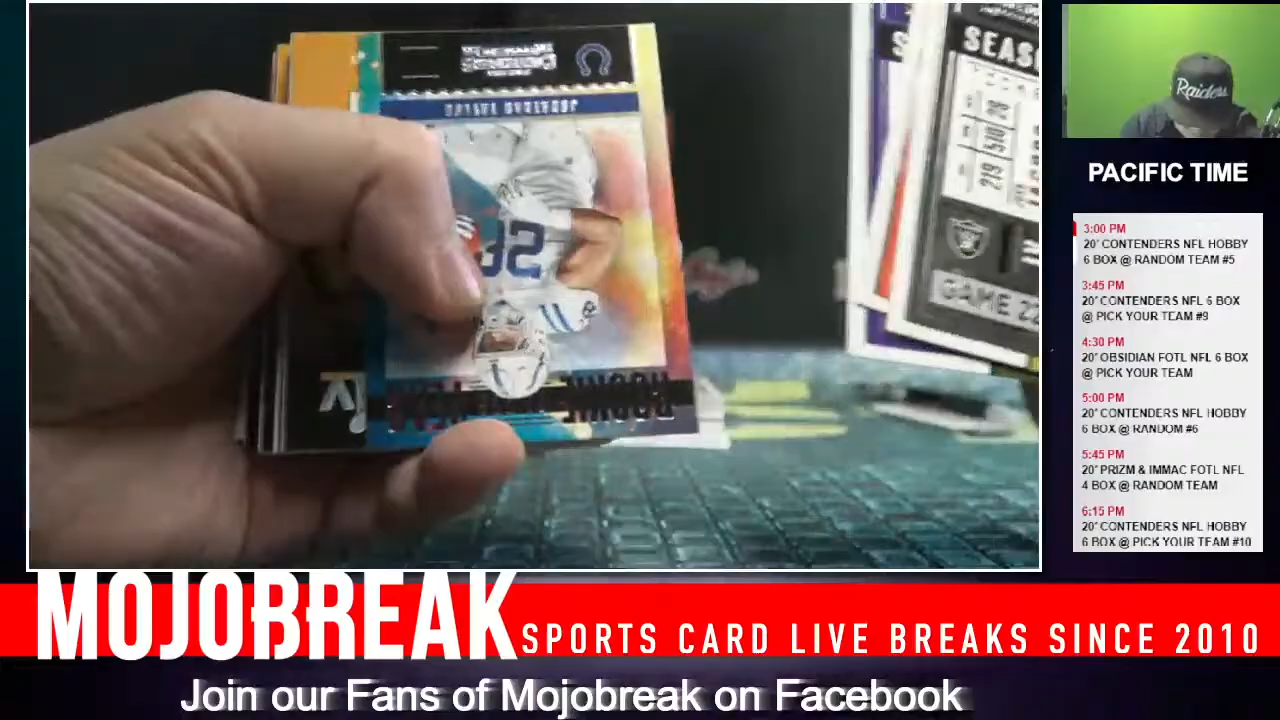 SEAS
GAME 22
Raiders
PACIFIC TIME
3:00 PM
20' CONTENDERS NFL HOBBY
6 BOX @ RANDOM TEAM #5
3:45 PM
20' CONTENDERS NFL 6 BOX
@ PICK YOUR TEAM #9
4:30 PM
20' OBSIDIAN FOTL NFL 6 BOX
@ PICK YOUR TEAM
5:00 PM
20' CONTENDERS NFL HOBBY
6 BOX @ RANDOM #6
5:45 PM
20' PRIZM & IMMAC FOTL NFL
4 BOX @ RANDOM TEAM
6:15 PM
20' CONTENDERS NFL HOBBY
6 BOX @ PICK YOUR TEAM #10
MOJOBREAK
SPORTS CARD LIVE BREAKS SINCE 2010
Join our Fans of Mojobreak on Facebook